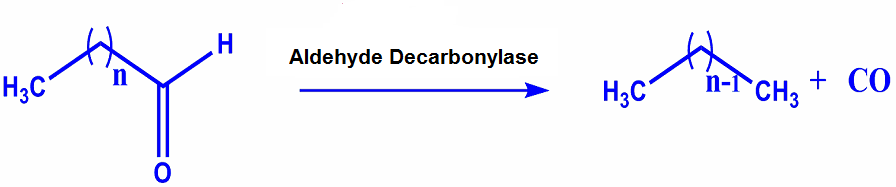 H
Aldehyde Decarbonylase
H₃C
n
O
H₃C
n-1
CH₃
+ CO